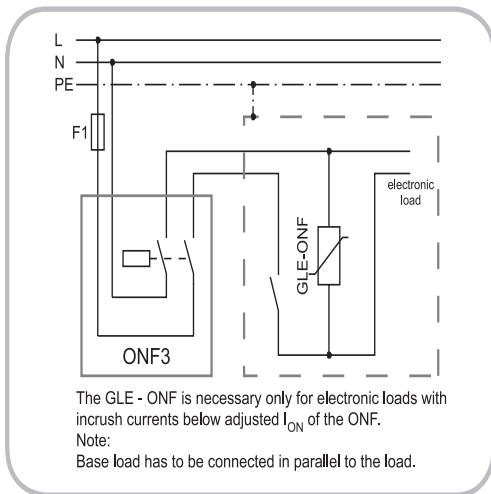 L
N
PE
F1
electronic
load
GLE-ONF
ONF3
The GLE - ONF is necessary only for electronic loads with
incrush currents below adjusted ION of the ONF.
Note:
Base load has to be connected in parallel to the load.